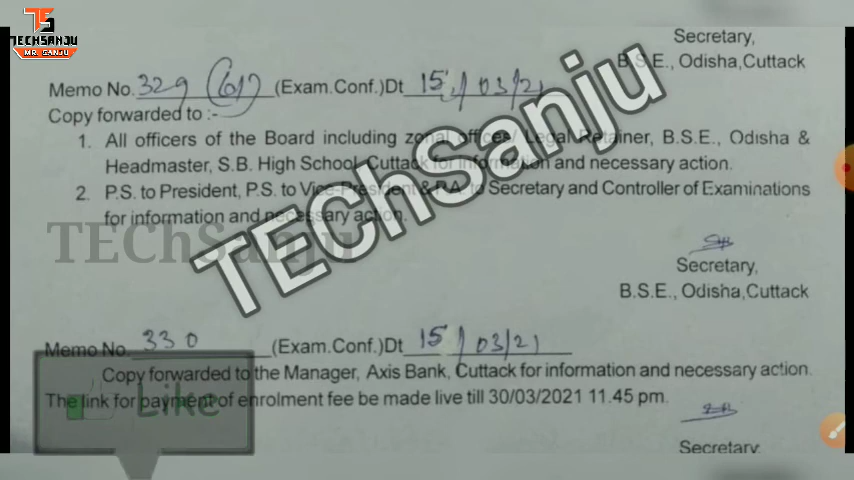 TS
TECHSANJU
MR. SANJU
Secretary,
B.S.E., Odisha,Cuttack
Memo No. 329 (61) (Exam.Conf.)Dt 15/03/21
Copy forwarded to :-
1. All officers of the Board including zonal offices/ Legal Retainer, B.S.E., Odisha &
Headmaster, S.B. High School, Cuttack for information and necessary action.
2. P.S. to President, P.S. to Vice-President & P.A. to Secretary and Controller of Examinations
for information and necessary action.
TEChSanju
TEChSanju
Secretary,
B.S.E., Odisha,Cuttack
Memo No. 330 (Exam.Conf.)Dt 15/03/21
Copy forwarded to the Manager, Axis Bank, Cuttack for information and necessary action.
The link for payment of enrolment fee be made live till 30/03/2021 11.45 pm.
Like
Secretary